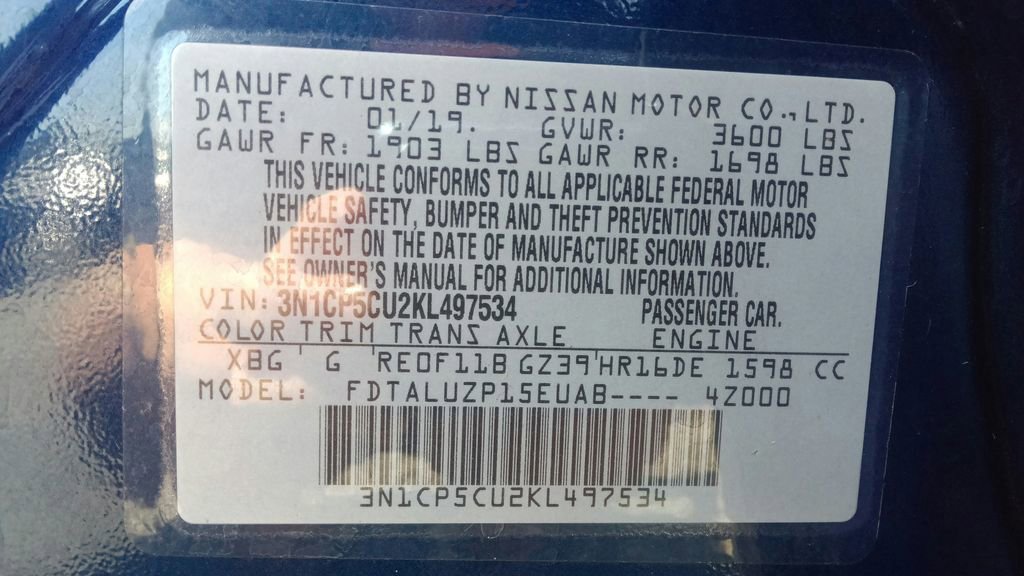 MANUFACTURED BY NISSAN MOTOR CO.,LTD.
DATE: 01/19. GVWR: 3600 LBS
GAWR FR: 1903 LBS GAWR RR: 1698 LBS
THIS VEHICLE CONFORMS TO ALL APPLICABLE FEDERAL MOTOR
VEHICLE SAFETY, BUMPER AND THEFT PREVENTION STANDARDS
IN EFFECT ON THE DATE OF MANUFACTURE SHOWN ABOVE.
SEE OWNER'S MANUAL FOR ADDITIONAL INFORMATION.
VIN: 3N1CP5CU2KL497534 PASSENGER CAR.
COLOR TRIM TRANS AXLE ENGINE
XBG ' G ' RE0F11B GZ39'HR16DE 1598 CC
MODEL: FDTALUZP15EUAB---- 4Z000
3N1CP5CU2KL497534